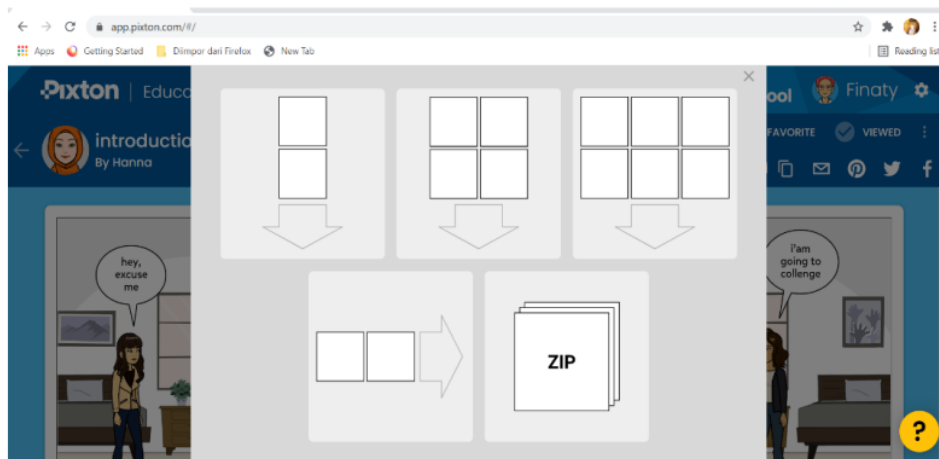 app.pixton.com/#/
Apps
Getting Started
Diimpor dari Firefox
New Tab
Reading list
Pixton | Educa
ool
Finaty
introductio
By Hanna
FAVORITE
VIEWED
hey,
excuse
me
i'am
going to
collenge
ZIP
?